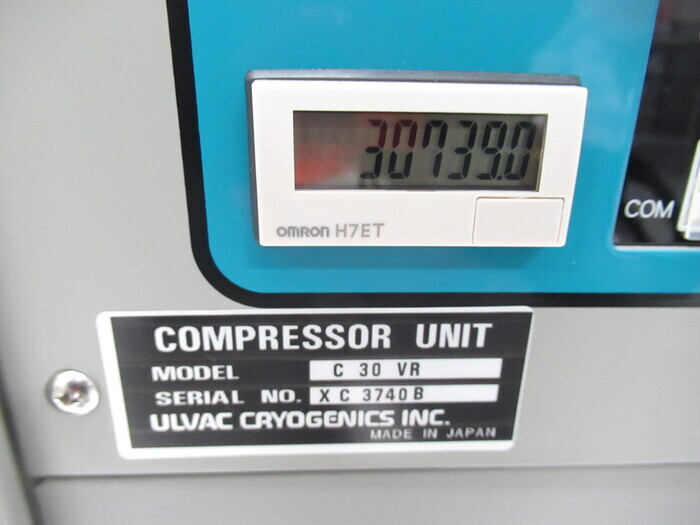 30739.0
OMRON H7ET
COM
COMPRESSOR UNIT
MODEL C 30 VR
SERIAL NO. X C 3740 B
ULVAC CRYOGENICS INC.
MADE IN JAPAN